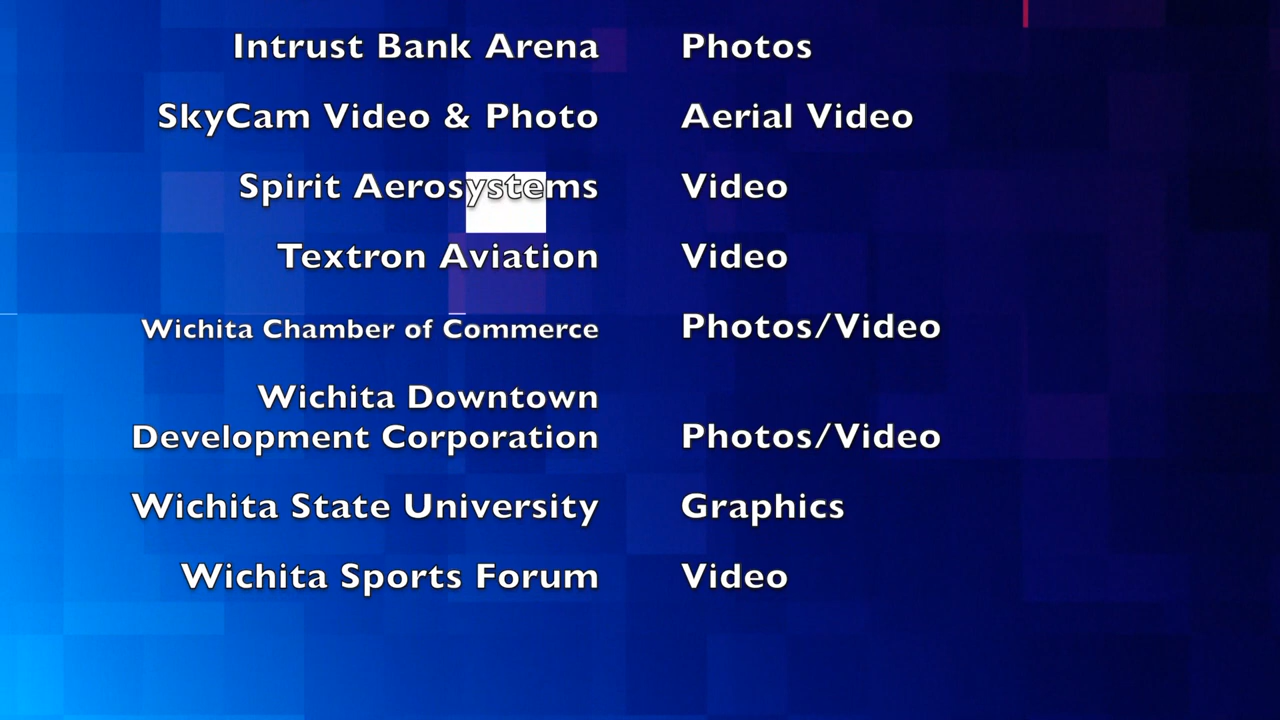 Intrust Bank Arena Photos
SkyCam Video & Photo Aerial Video
Spirit Aerosystems Video
Textron Aviation Video
Wichita Chamber of Commerce Photos/Video
Wichita Downtown
Development Corporation Photos/Video
Wichita State University Graphics
Wichita Sports Forum Video